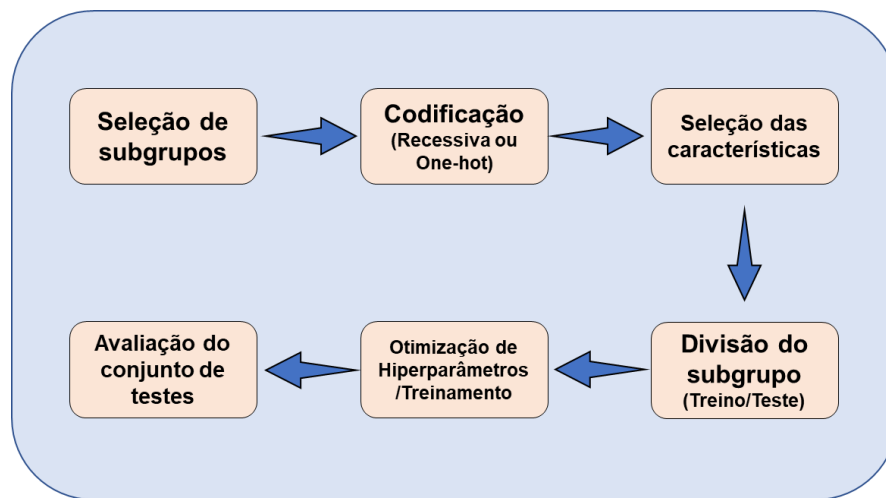 Seleção de
subgrupos
Codificação
(Recessiva ou
One-hot)
Seleção das
características
Divisão do
subgrupo
(Treino/Teste)
Otimização de
Hiperparâmetros
/Treinamento
Avaliação do
conjunto de
testes